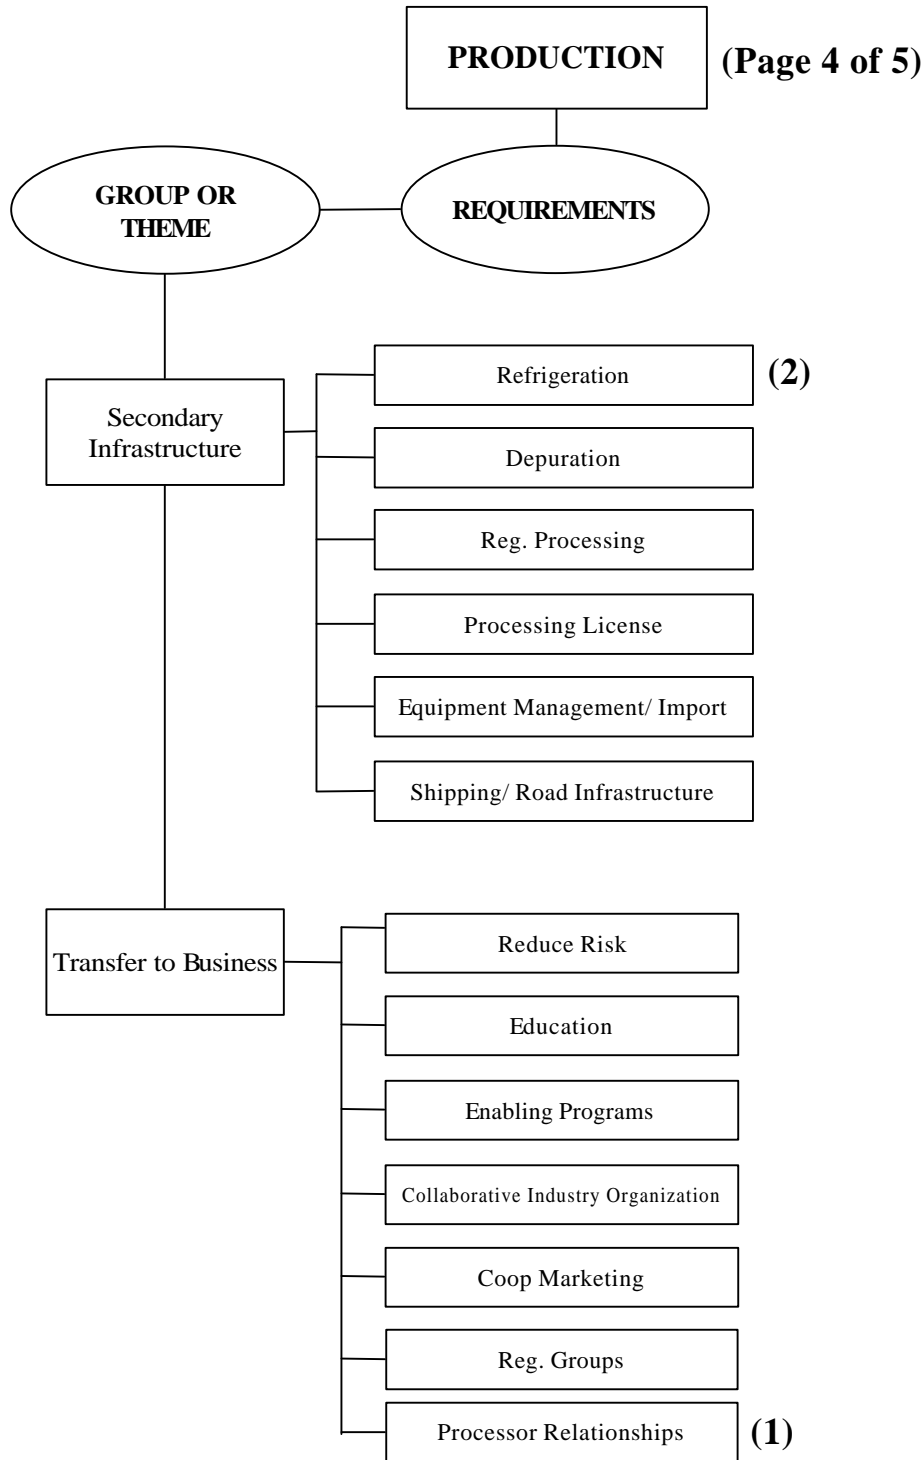 PRODUCTION
(Page 4 of 5)
GROUP OR
THEME
REQUIREMENTS
Secondary
Infrastructure
Refrigeration
(2)
Depuration
Reg. Processing
Processing License
Equipment Management/ Import
Shipping/ Road Infrastructure
Transfer to Business
Reduce Risk
Education
Enabling Programs
Collaborative Industry Organization
Coop Marketing
Reg. Groups
Processor Relationships
(1)